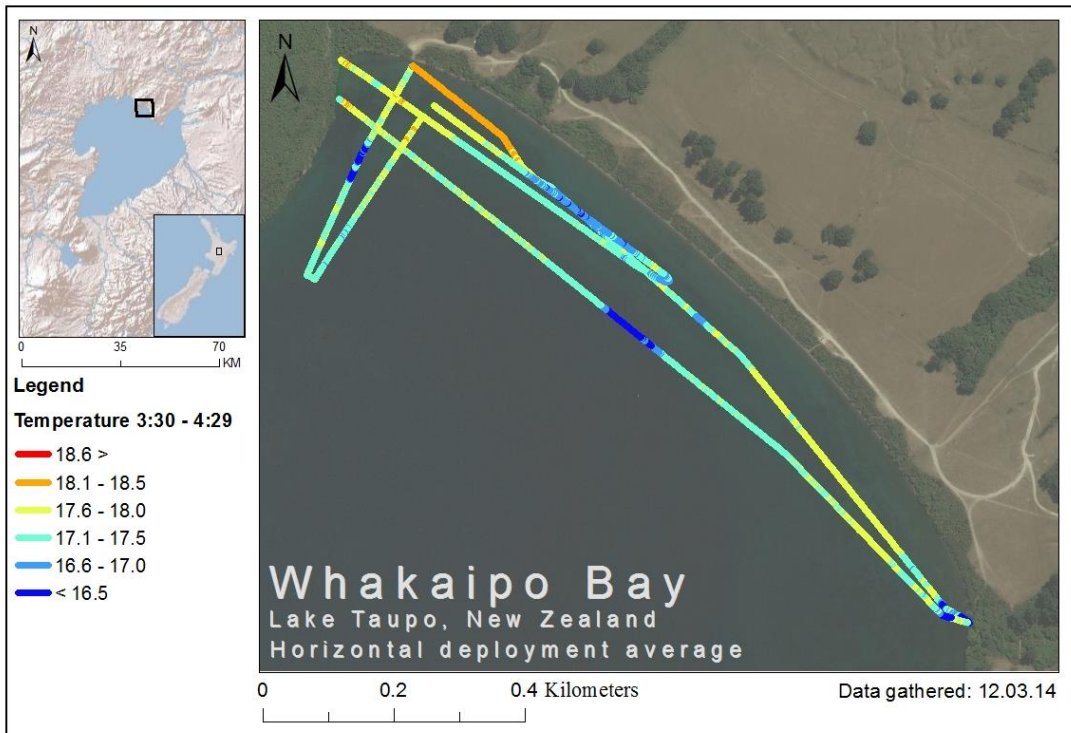 N
0 35 70
KM
Legend
Temperature 3:30 - 4:29
18.6 >
18.1 - 18.5
17.6 - 18.0
17.1 - 17.5
16.6 - 17.0
< 16.5
N
Whakaipo Bay
Lake Taupo, New Zealand
Horizontal deployment average
0 0.2 0.4 Kilometers
Data gathered: 12.03.14